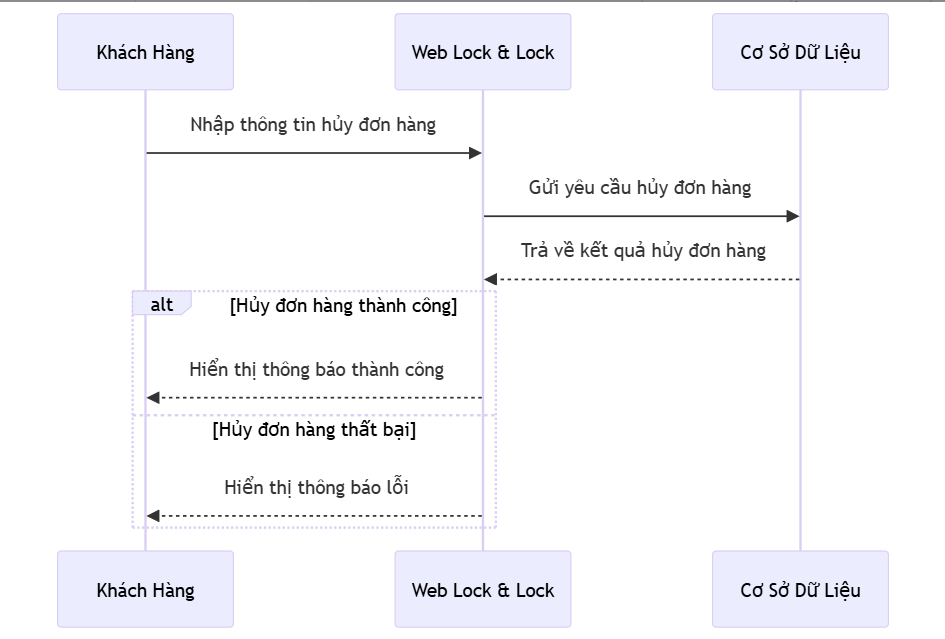 Khách Hàng
Web Lock & Lock
Cơ Sở Dữ Liệu
Nhập thông tin hủy đơn hàng
Gửi yêu cầu hủy đơn hàng
Trả về kết quả hủy đơn hàng
alt
[Hủy đơn hàng thành công]
Hiển thị thông báo thành công
[Hủy đơn hàng thất bại]
Hiển thị thông báo lỗi
Khách Hàng
Web Lock & Lock
Cơ Sở Dữ Liệu